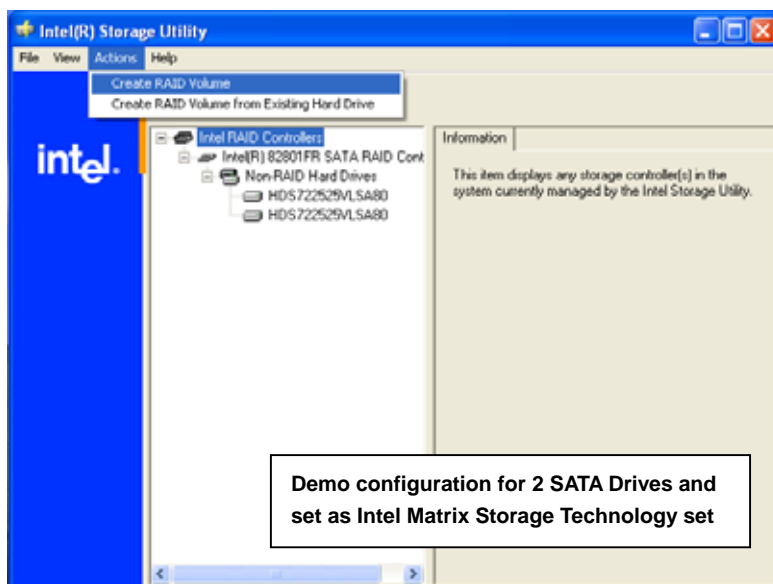 Intel(R) Storage Utility
File View Actions Help
Create RAID Volume
Create RAID Volume from Existing Hard Drive
intel.
Intel RAID Controllers
Intel(R) 82801FR SATA RAID Cont
Non-RAID Hard Drives
HDS722525VLSA80
HDS722525VLSA80
Information
This item displays any storage controller(s) in the
system currently managed by the Intel Storage Utility.
Demo configuration for 2 SATA Drives and
set as Intel Matrix Storage Technology set